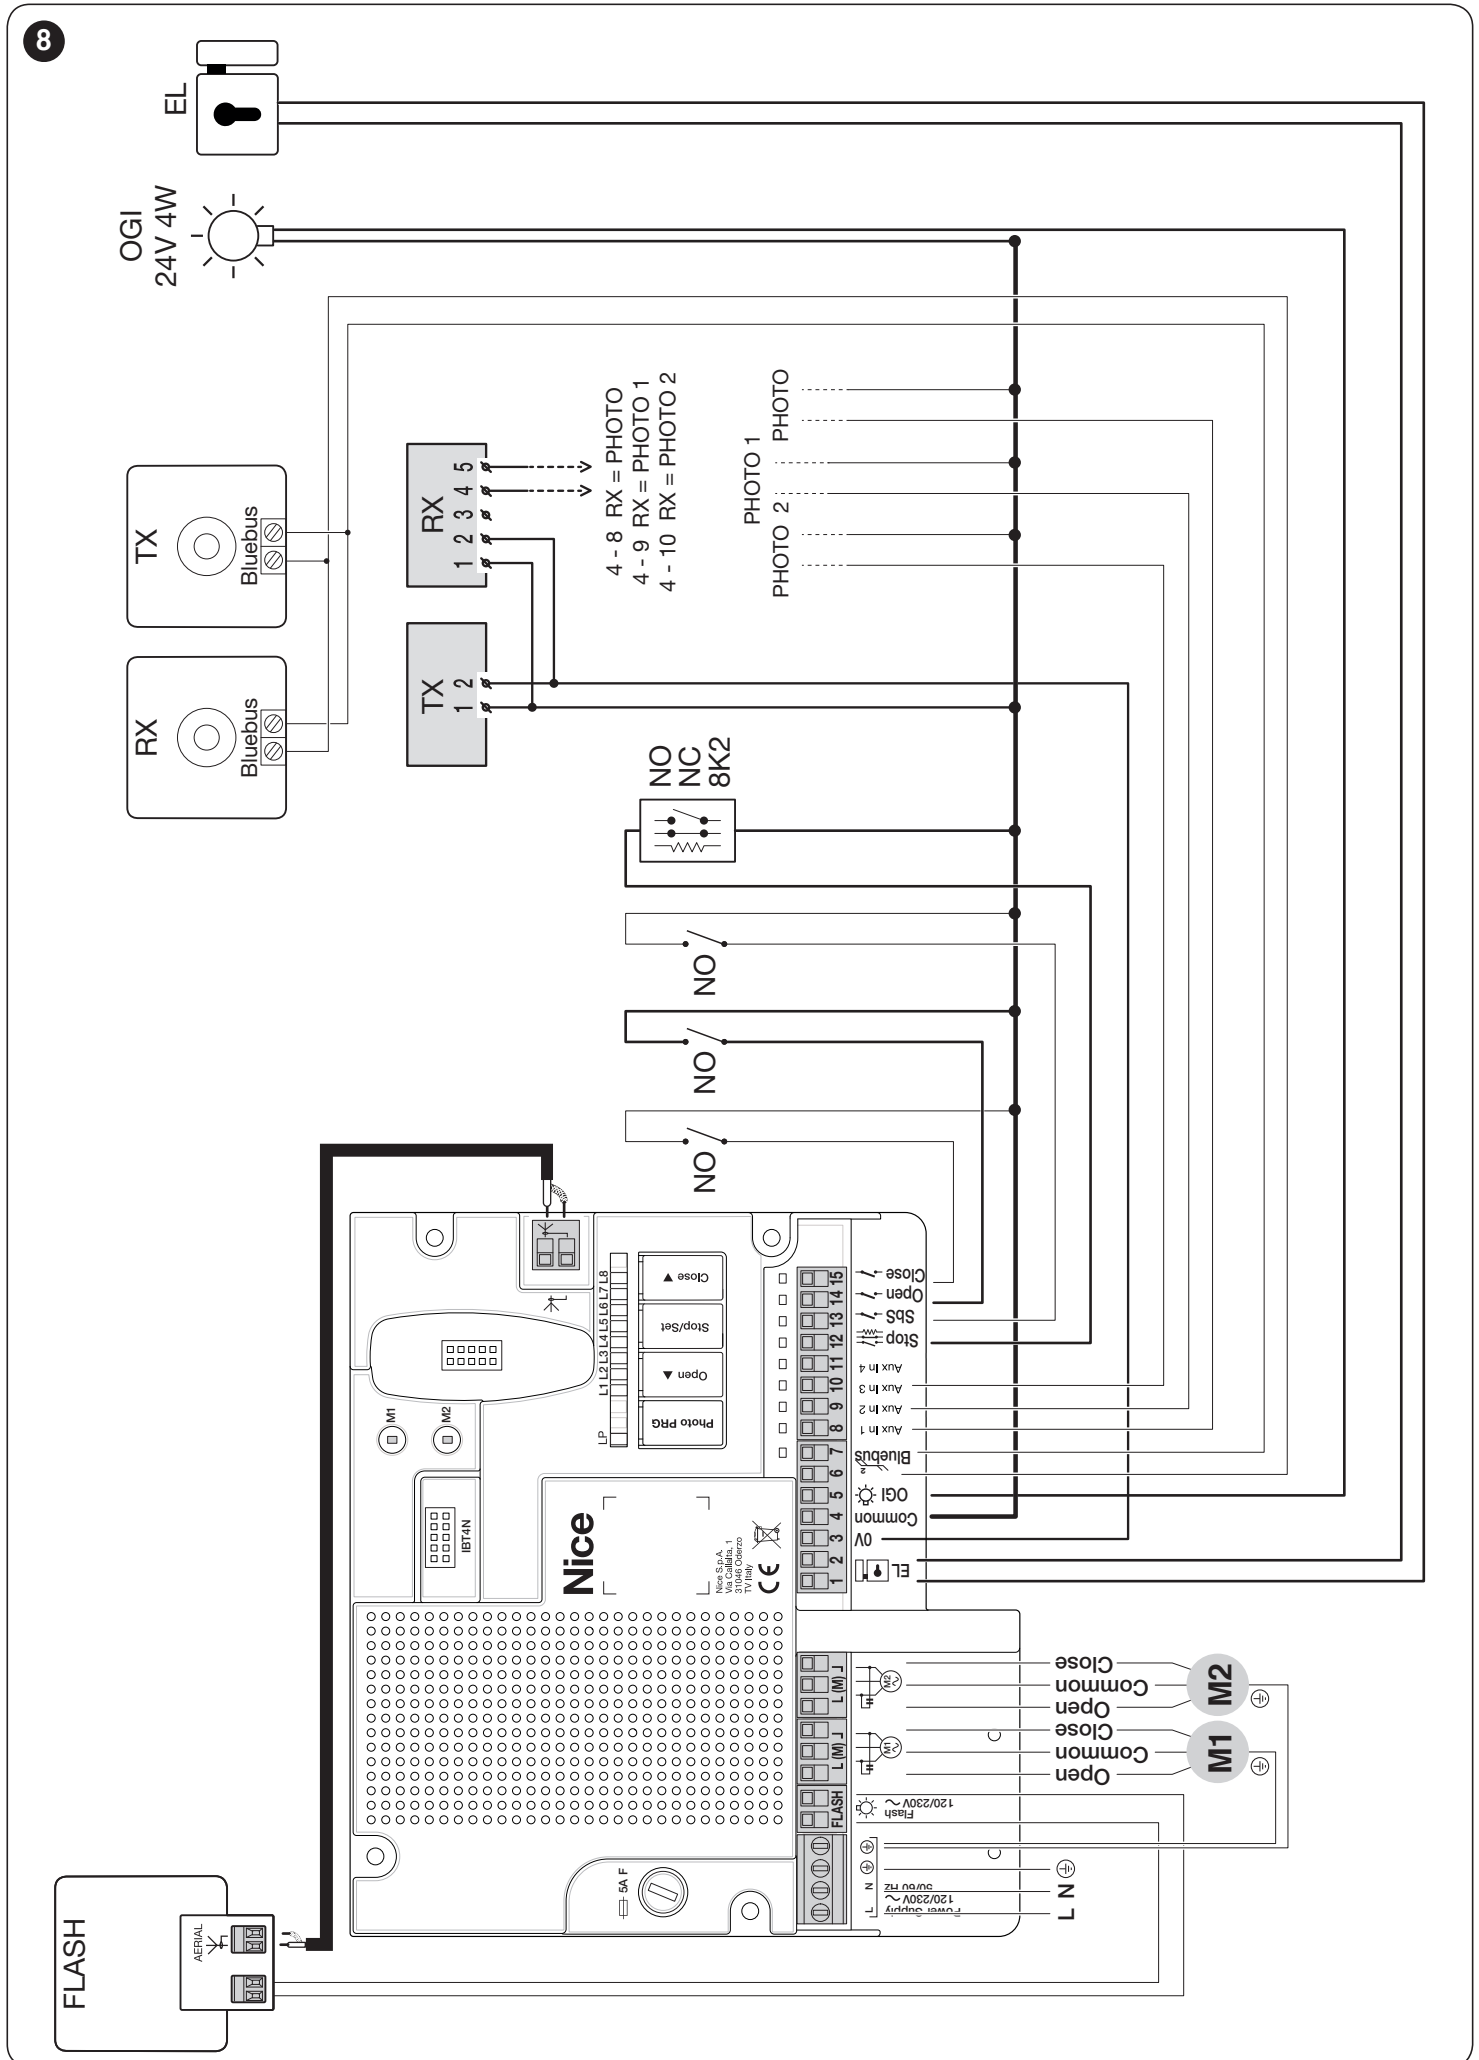 8
EL
OGI
24V 4W
TX
Bluebus
RX
Bluebus
RX
1 2 3 4 5
TX
1 2
4 - 8 RX = PHOTO
4 - 9 RX = PHOTO 1
4 - 10 RX = PHOTO 2
PHOTO
PHOTO 1
PHOTO 2
NO
NC
8K2
NO
NO
NO
M1
M2
IBT4N
LP
L1 L2 L3 L4 L5 L6 L7 L8
Photo PRG
Open ▲
Stop/Set
Close ▼
Nice
Nice S.p.A.
Via Callalta, 1
31046 Oderzo
TV Italy
CE
5A F
15 Close
14 Open
13 SbS
12 Stop
11 Aux In 4
10 Aux In 3
9 Aux In 2
8 Aux In 1
7 Bluebus
6 2
5 OGI
4 Common
3 0V
2
1 EL
L (M)
M2
Close
Common
Open
M2
L (M)
M1
Close
Common
Open
M1
FLASH
Flash
120/230V
L N
Power Supply
120/230V
50/60 Hz
L N
FLASH
AERIAL